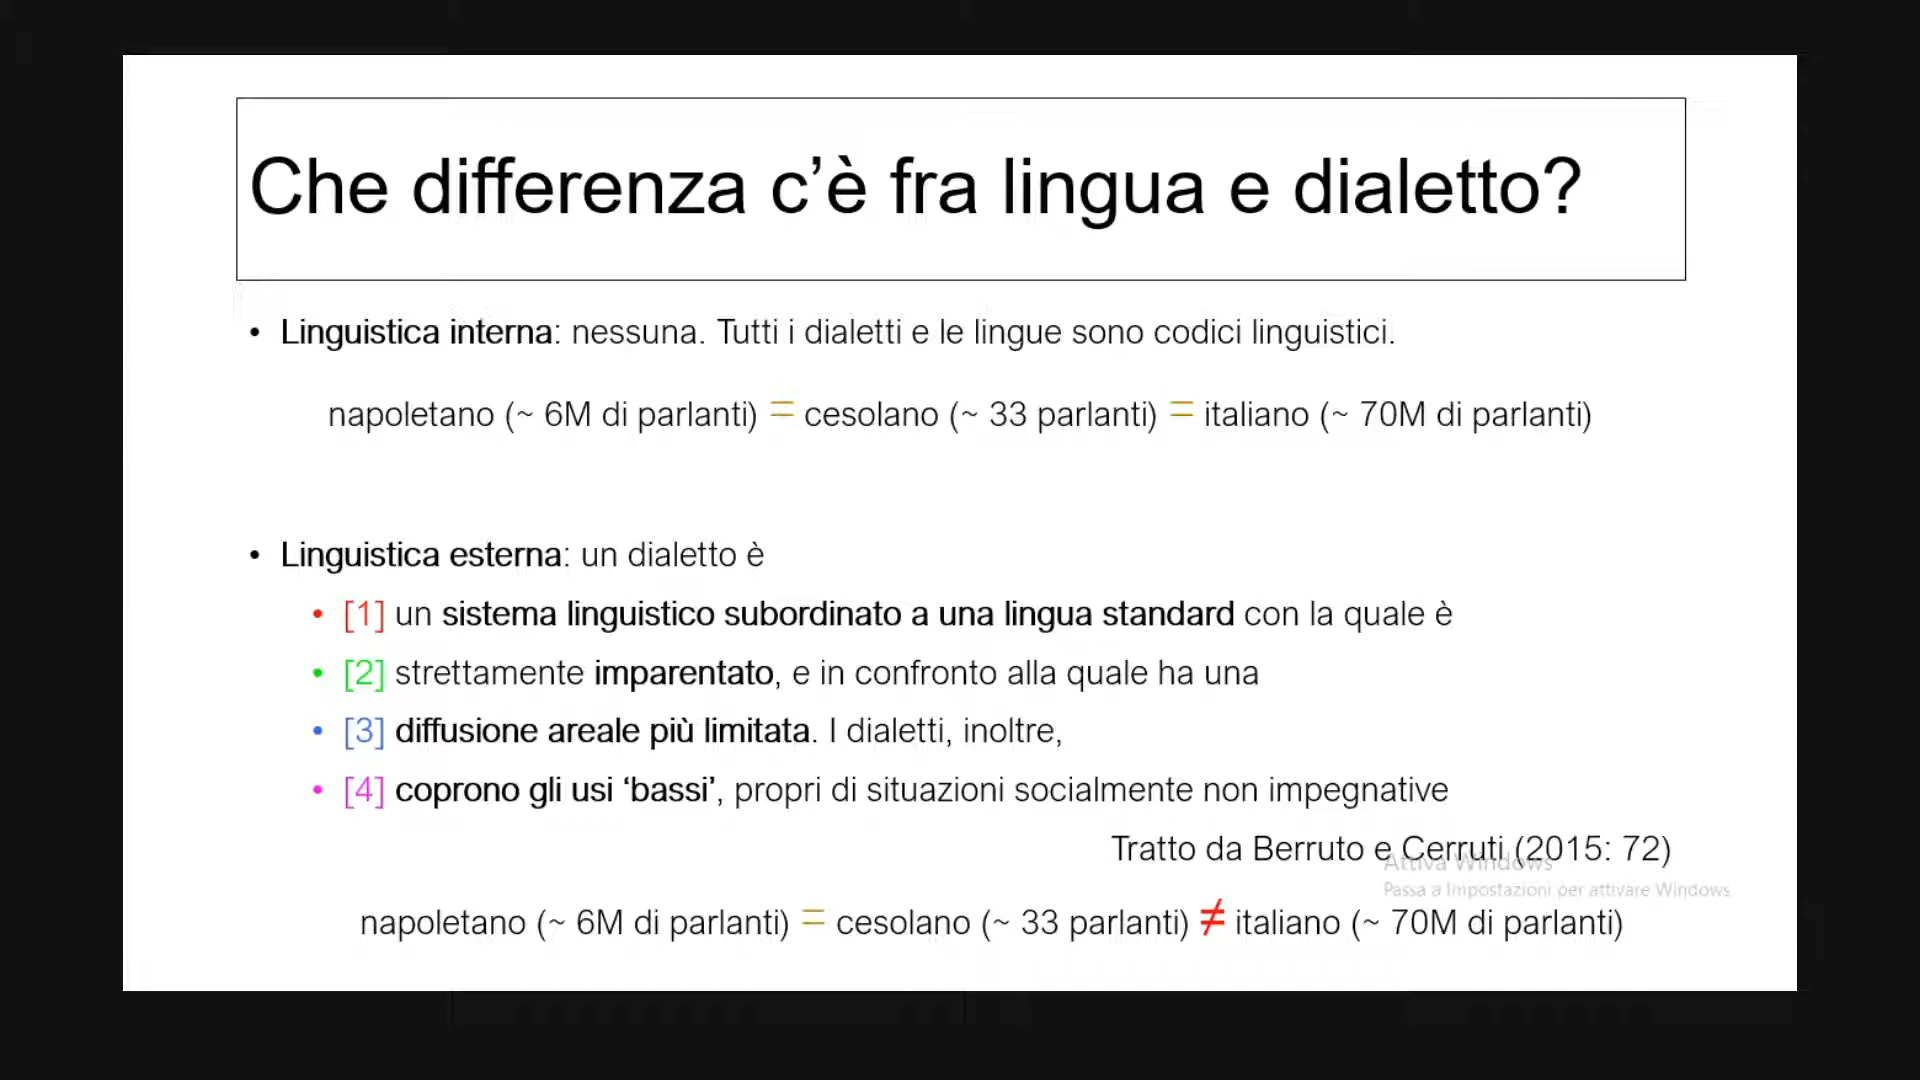 Che differenza c’è fra lingua e dialetto?
• Linguistica interna: nessuna. Tutti i dialetti e le lingue sono codici linguistici.
napoletano (~ 6M di parlanti) = cesolano (~ 33 parlanti) = italiano (~ 70M di parlanti)
• Linguistica esterna: un dialetto è
• [1] un sistema linguistico subordinato a una lingua standard con la quale è
• [2] strettamente imparentato, e in confronto alla quale ha una
• [3] diffusione areale più limitata. I dialetti, inoltre,
• [4] coprono gli usi ‘bassi’, propri di situazioni socialmente non impegnative
Tratto da Berruto e Cerruti (2015: 72)
Attiva Windows
Passa a Impostazioni per attivare Windows
napoletano (~ 6M di parlanti) = cesolano (~ 33 parlanti) ≠ italiano (~ 70M di parlanti)